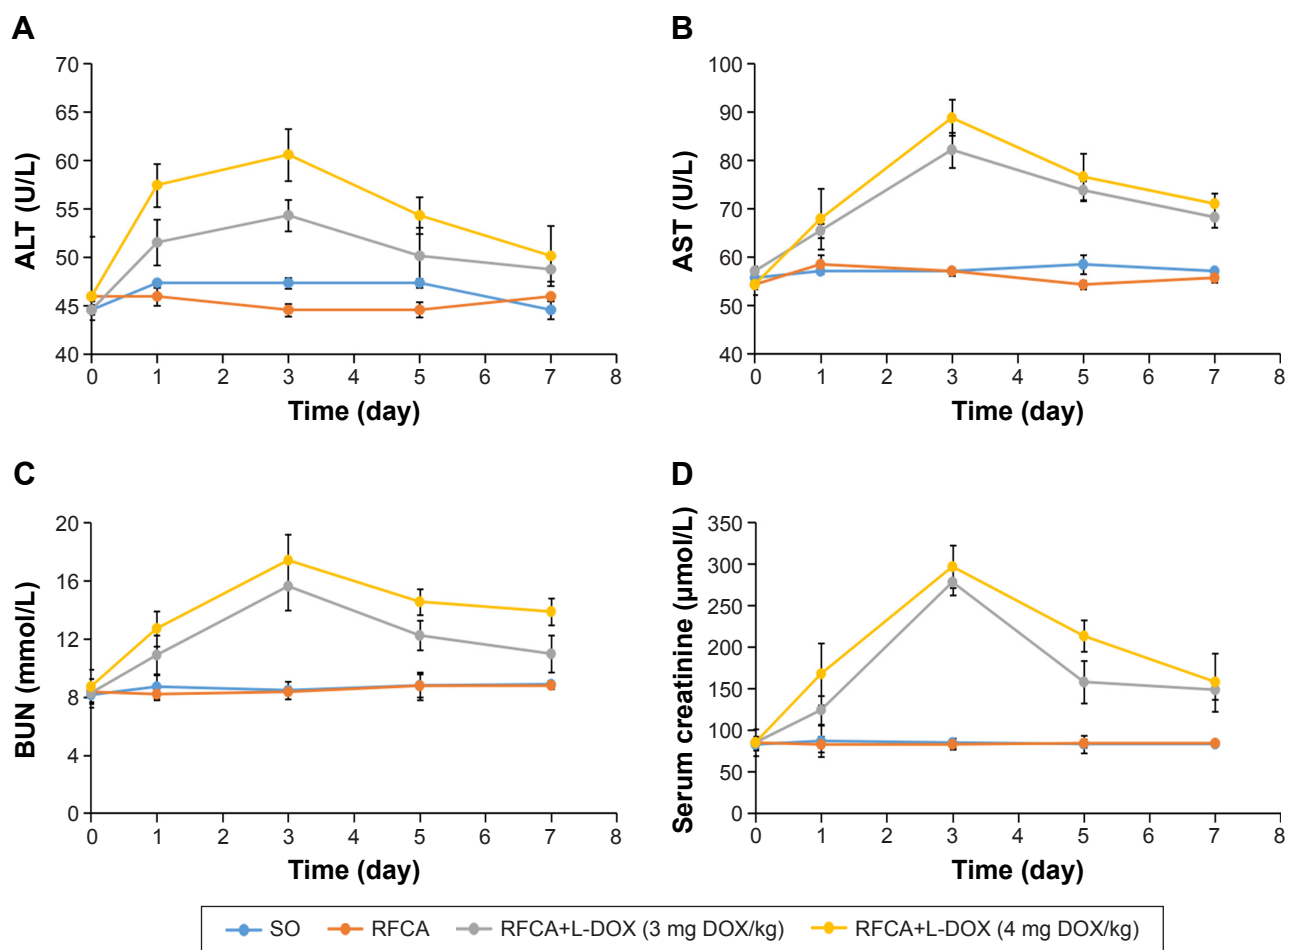 A
70
65
60
55
50
45
40
ALT (U/L)
0 1 2 3 4 5 6 7 8
Time (day)
B
100
90
80
70
60
50
40
AST (U/L)
0 1 2 3 4 5 6 7 8
Time (day)
C
20
16
12
8
4
0
BUN (mmol/L)
0 1 2 3 4 5 6 7 8
Time (day)
D
350
300
250
200
150
100
50
0
Serum creatinine (µmol/L)
0 1 2 3 4 5 6 7 8
Time (day)
SO RFCA RFCA+L-DOX (3 mg DOX/kg) RFCA+L-DOX (4 mg DOX/kg)